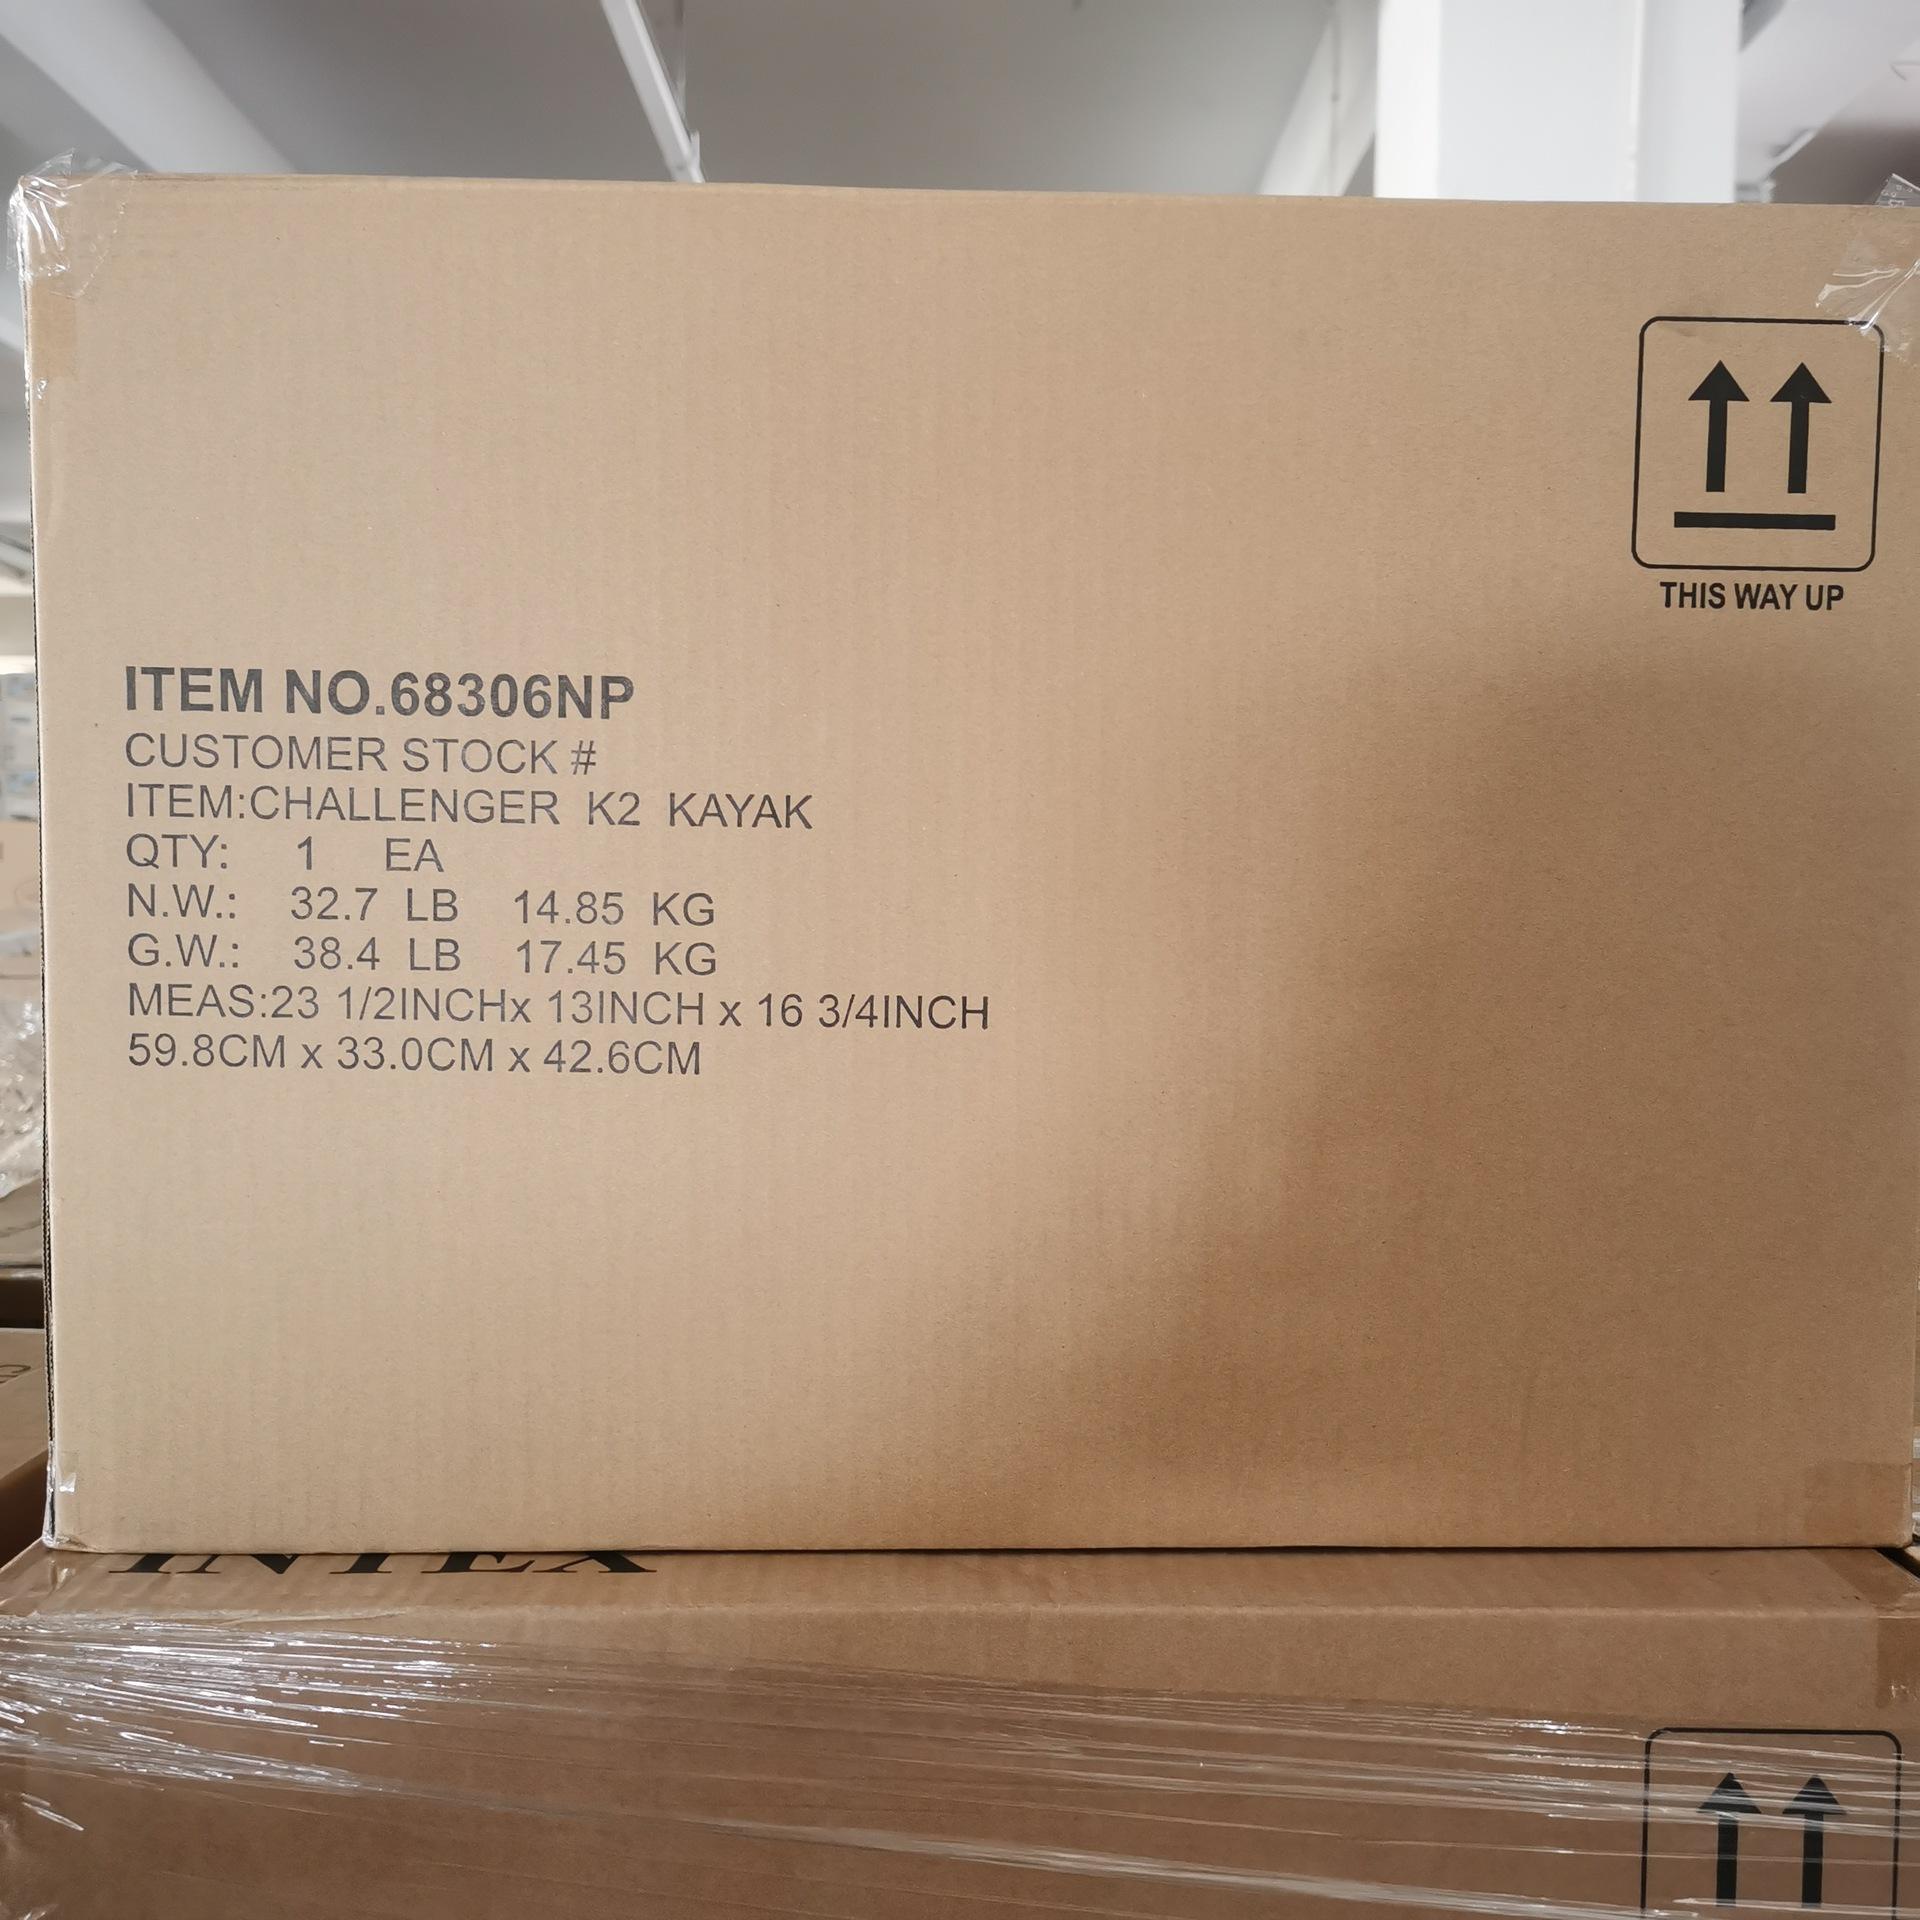 THIS WAY UP
ITEM NO.68306NP
CUSTOMER STOCK #
ITEM:CHALLENGER K2 KAYAK
QTY: 1 EA
N.W.: 32.7 LB 14.85 KG
G.W.: 38.4 LB 17.45 KG
MEAS:23 1/2INCHx 13INCH x 16 3/4INCH
59.8CM x 33.0CM x 42.6CM
INTEX